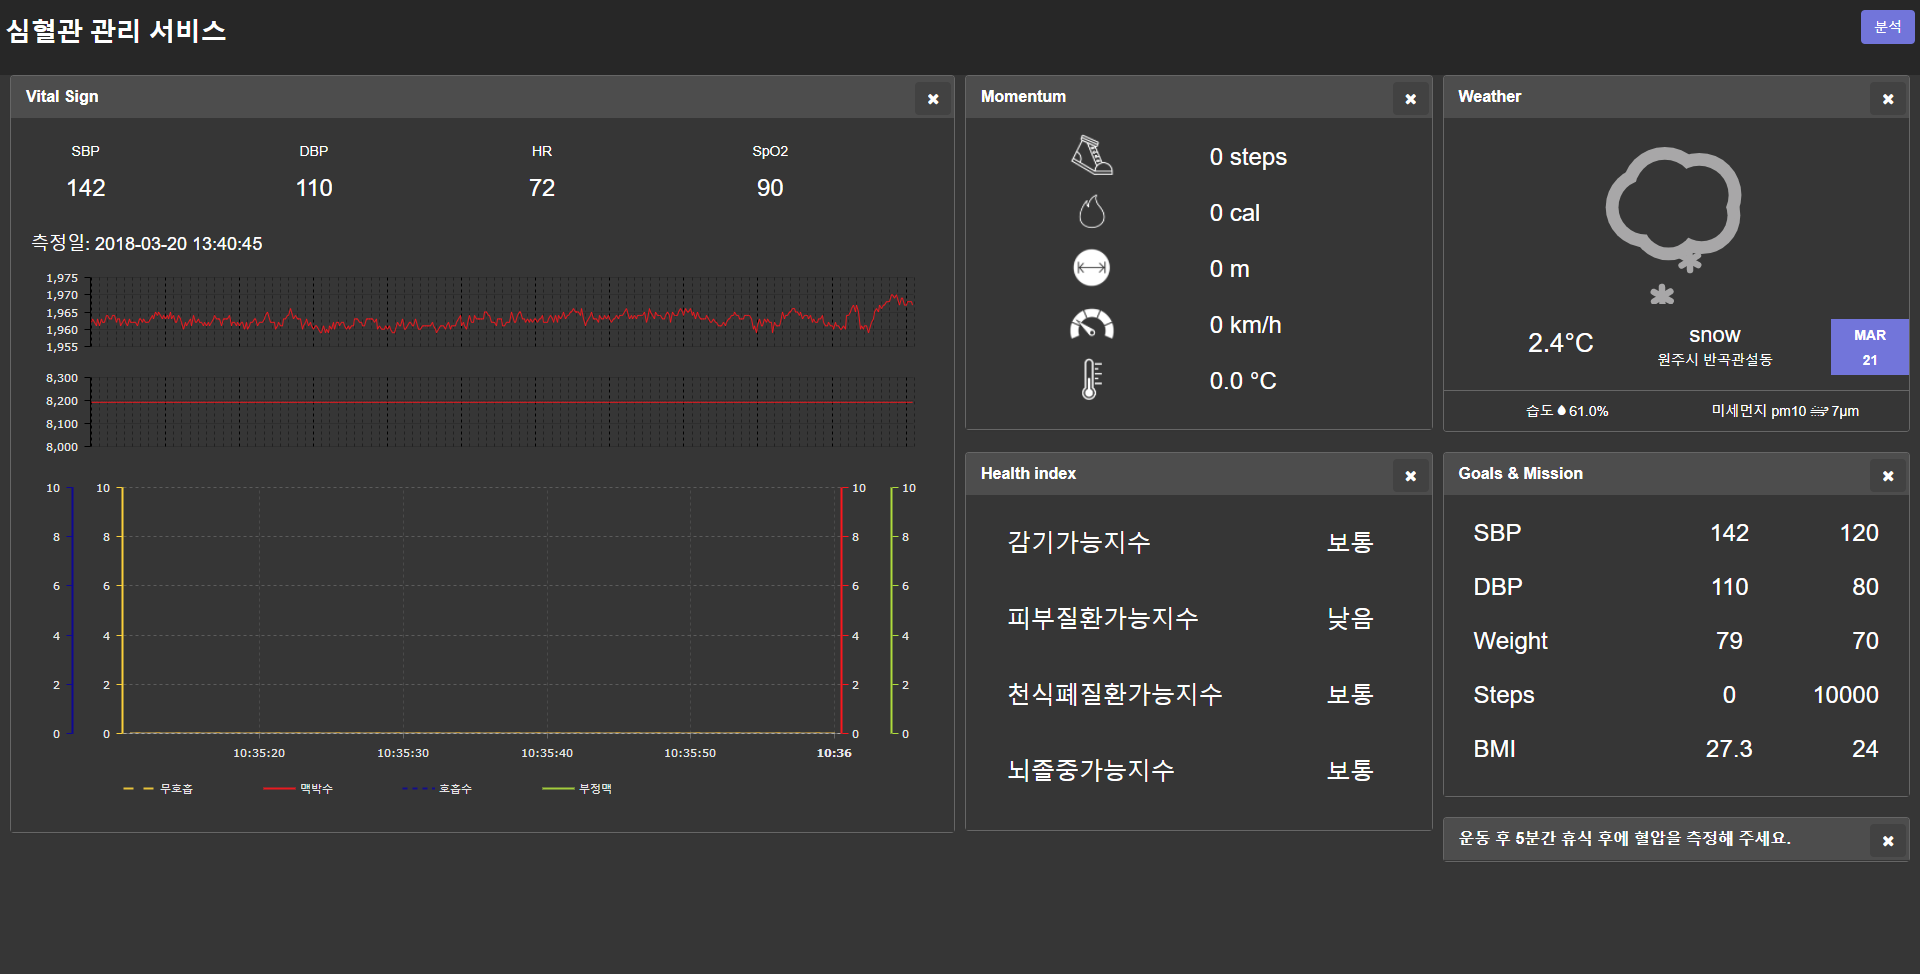 심혈관 관리 서비스
분석
Vital Sign
SBP DBP HR SpO2
142 110 72 90
측정일: 2018-03-20 13:40:45
1,975
1,970
1,965
1,960
1,955
8,300
8,200
8,100
8,000
10 10 10 10
8 8 8 8
6 6 6 6
4 4 4 4
2 2 2 2
0 0 0 0
10:35:20 10:35:30 10:35:40 10:35:50 10:36
무호흡 맥박수 호흡수 부정맥
Momentum
0 steps
0 cal
0 m
0 km/h
0.0 °C
Health index
감기가능지수 보통
피부질환가능지수 낮음
천식폐질환가능지수 보통
뇌졸중가능지수 보통
Weather
2.4°C
snow
원주시 반곡관설동
MAR
21
습도 61.0%
미세먼지 pm10 7μm
Goals & Mission
SBP 142 120
DBP 110 80
Weight 79 70
Steps 0 10000
BMI 27.3 24
운동 후 5분간 휴식 후에 혈압을 측정해 주세요.